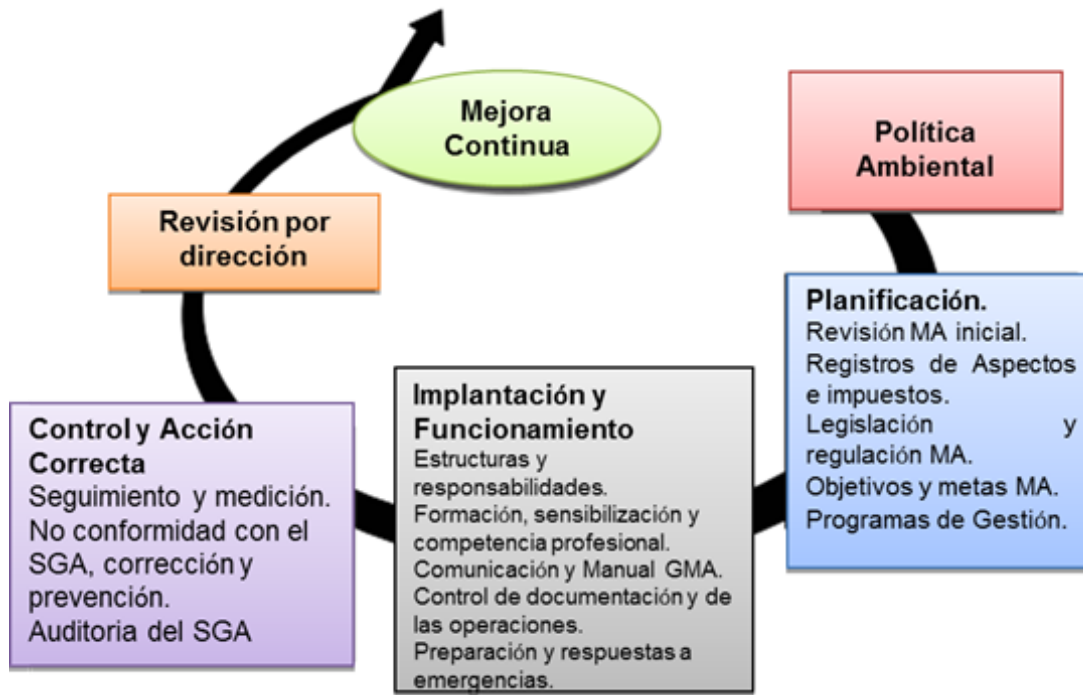 Mejora
Continua
Política
Ambiental
Revisión por
dirección
Planificación.
Revisión MA inicial.
Registros de Aspectos
e impuestos.
Legislación y
regulación MA.
Objetivos y metas MA.
Programas de Gestión.
Implantación y
Funcionamiento
Estructuras y
responsabilidades.
Formación, sensibilización y
competencia profesional.
Comunicación y Manual GMA.
Control de documentación y de
las operaciones.
Preparación y respuestas a
emergencias.
Control y Acción
Correcta
Seguimiento y medición.
No conformidad con el
SGA, corrección y
prevención.
Auditoria del SGA